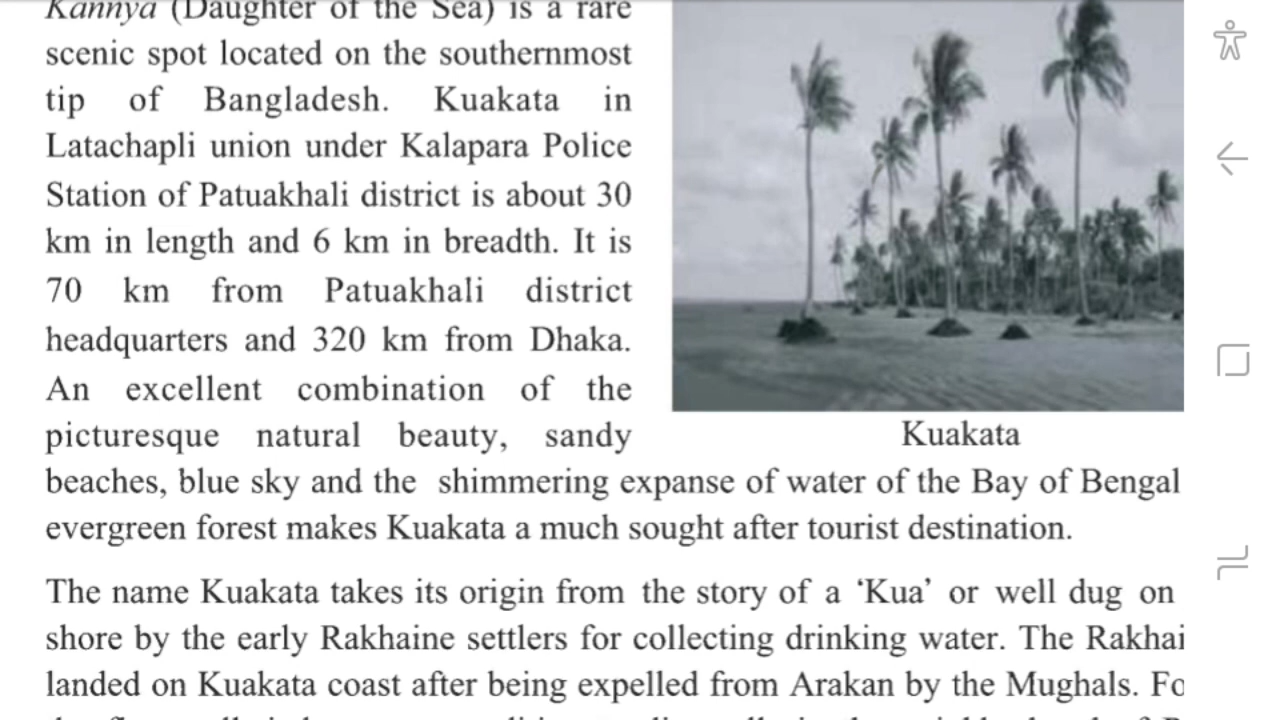 Kannya (Daughter of the Sea) is a rare
scenic spot located on the southernmost
tip of Bangladesh. Kuakata in
Latachapli union under Kalapara Police
Station of Patuakhali district is about 30
km in length and 6 km in breadth. It is
70 km from Patuakhali district
headquarters and 320 km from Dhaka.
An excellent combination of the
picturesque natural beauty, sandy
Kuakata
beaches, blue sky and the shimmering expanse of water of the Bay of Bengal
evergreen forest makes Kuakata a much sought after tourist destination.
The name Kuakata takes its origin from the story of a ‘Kua’ or well dug on
shore by the early Rakhaine settlers for collecting drinking water. The Rakhai
landed on Kuakata coast after being expelled from Arakan by the Mughals. Fo